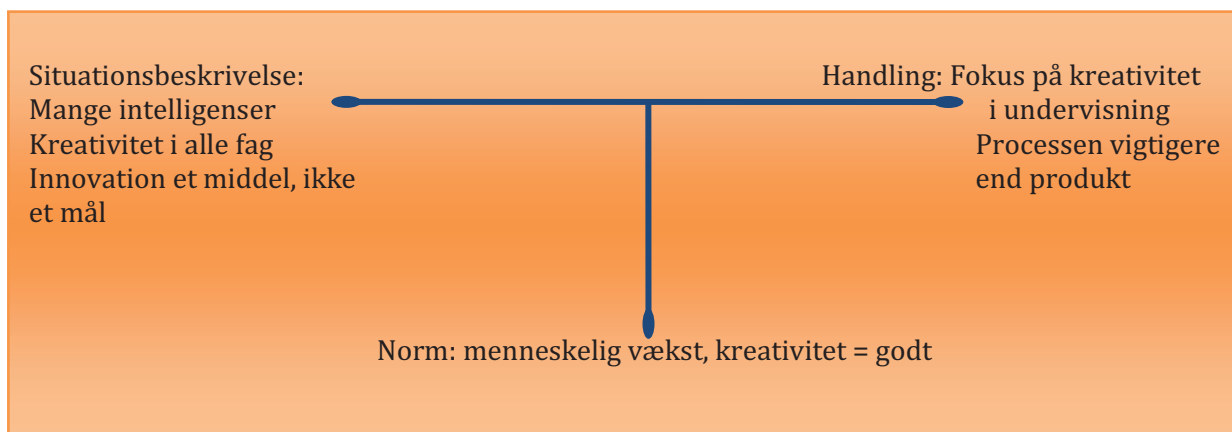 Situationsbeskrivelse:
Mange intelligenser
Kreativitet i alle fag
Innovation et middel, ikke
et mål
Handling: Fokus på kreativitet
i undervisning
Processen vigtigere
end produkt
Norm: menneskelig vækst, kreativitet = godt